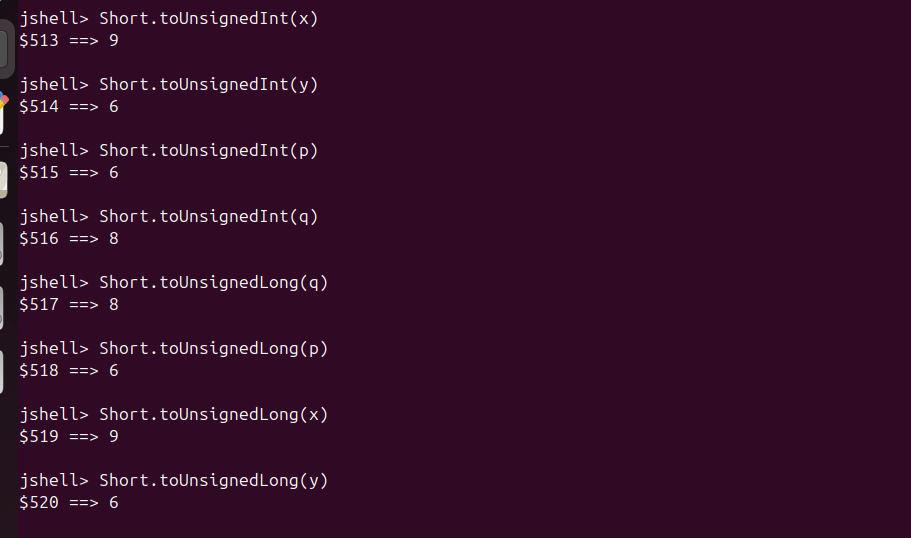 jshell> Short.toUnsignedInt(x)
$513 ==> 9
jshell> Short.toUnsignedInt(y)
$514 ==> 6
jshell> Short.toUnsignedInt(p)
$515 ==> 6
jshell> Short.toUnsignedInt(q)
$516 ==> 8
jshell> Short.toUnsignedLong(q)
$517 ==> 8
jshell> Short.toUnsignedLong(p)
$518 ==> 6
jshell> Short.toUnsignedLong(x)
$519 ==> 9
jshell> Short.toUnsignedLong(y)
$520 ==> 6